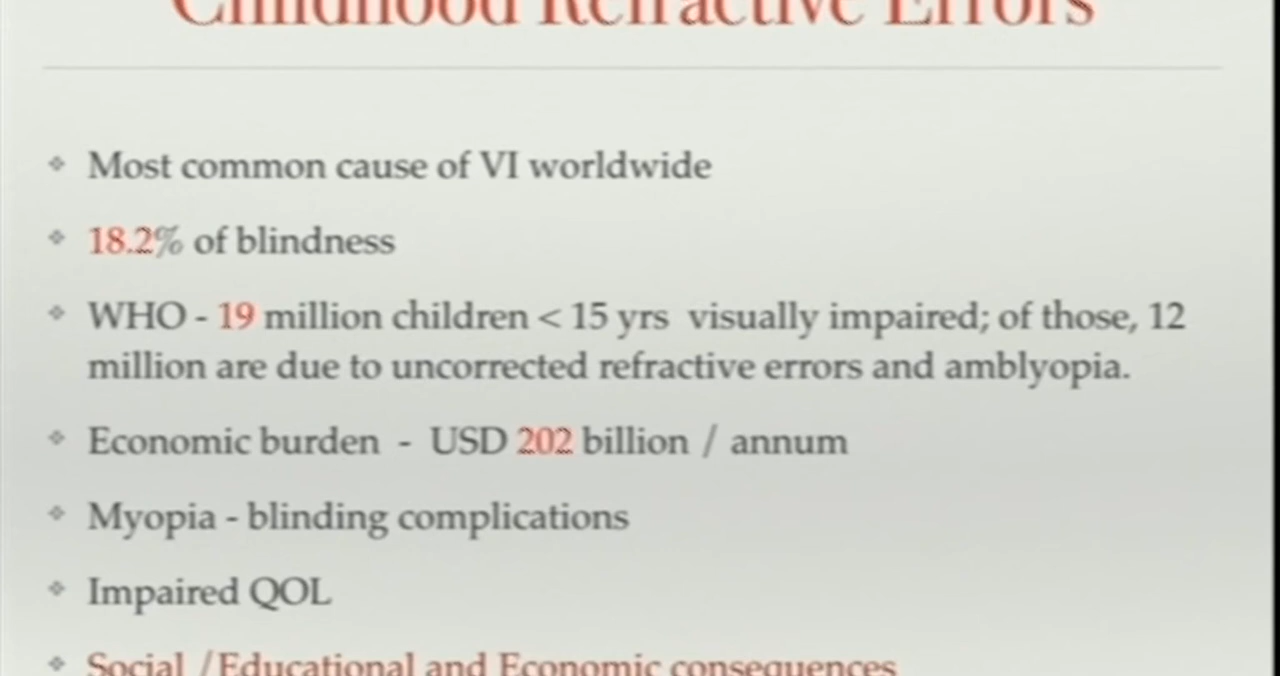 Childhood Refractive Errors
❖ Most common cause of VI worldwide
❖ 18.2% of blindness
❖ WHO - 19 million children < 15 yrs visually impaired; of those, 12
million are due to uncorrected refractive errors and amblyopia.
❖ Economic burden - USD 202 billion / annum
❖ Myopia - blinding complications
❖ Impaired QOL
❖ Social /Educational and Economic consequences